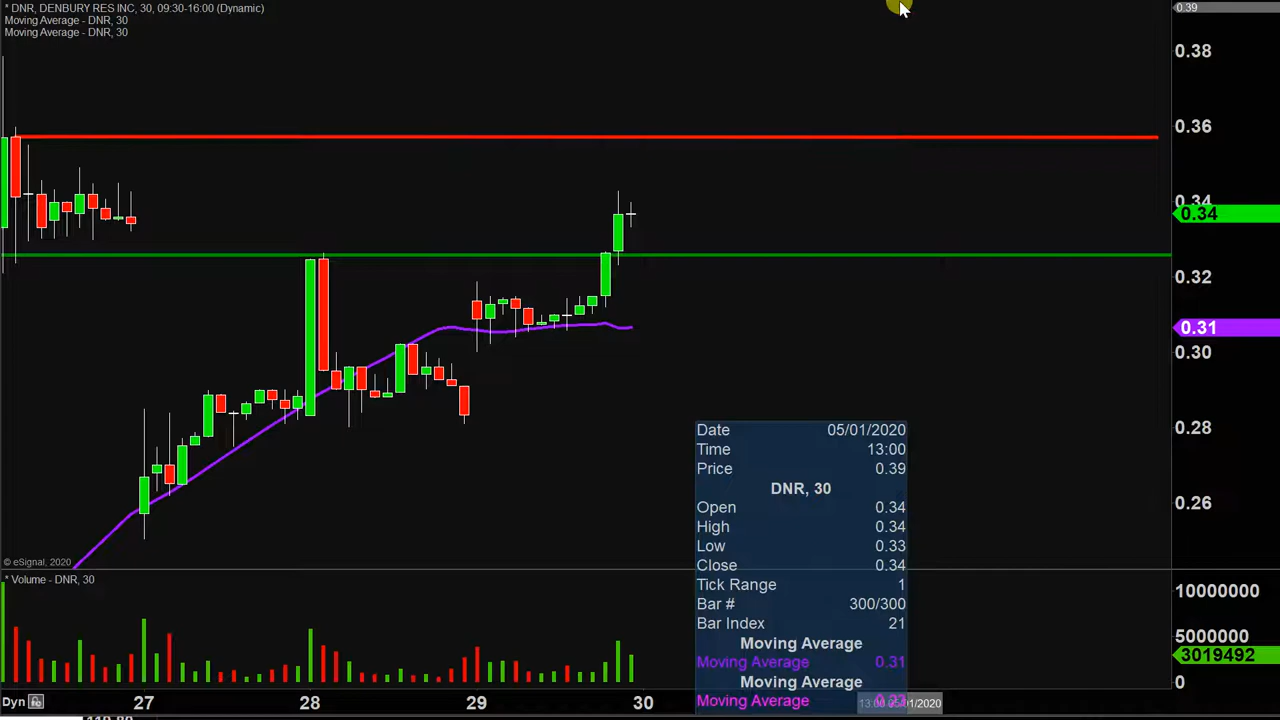 * DNR, DENBURY RES INC, 30, 09:30-16:00 (Dynamic)
Moving Average - DNR, 30
Moving Average - DNR, 30
0.39
0.38
0.36
0.34
0.34
0.32
0.31
0.30
0.28
0.26
Date 05/01/2020
Time 13:00
Price 0.39
DNR, 30
Open 0.34
High 0.34
Low 0.33
Close 0.34
Tick Range 1
Bar # 300/300
Bar Index 21
Moving Average
Moving Average 0.31
Moving Average
Moving Average
© eSignal, 2020
* Volume - DNR, 30
10000000
5000000
3019492
0
Dyn 27 28 29 30